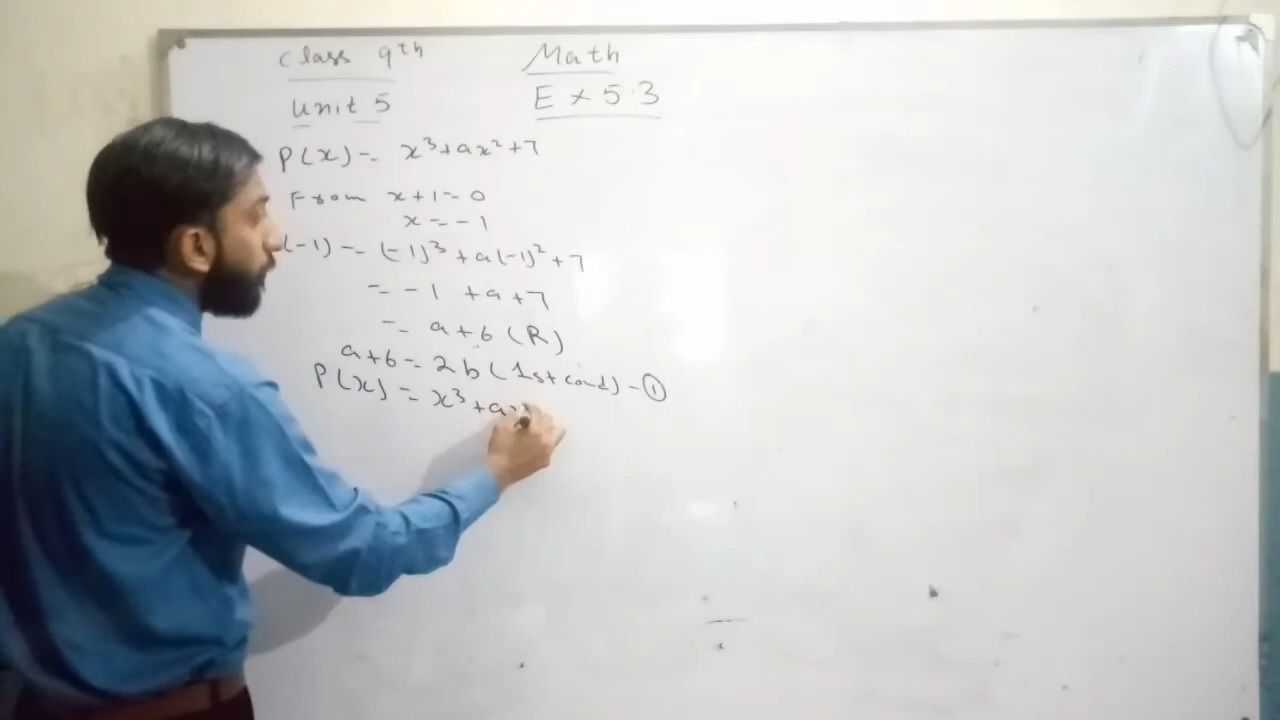 Class 9th
Math
Unit 5
Ex 5.3
P(x) = x³+ax²+7
From x+1=0
x = -1
(-1) = (-1)³+a(-1)²+7
= -1 +a+7
= a+6 (R)
a+6 = 2b (1st cond) - ①
P(x) = x³+ax